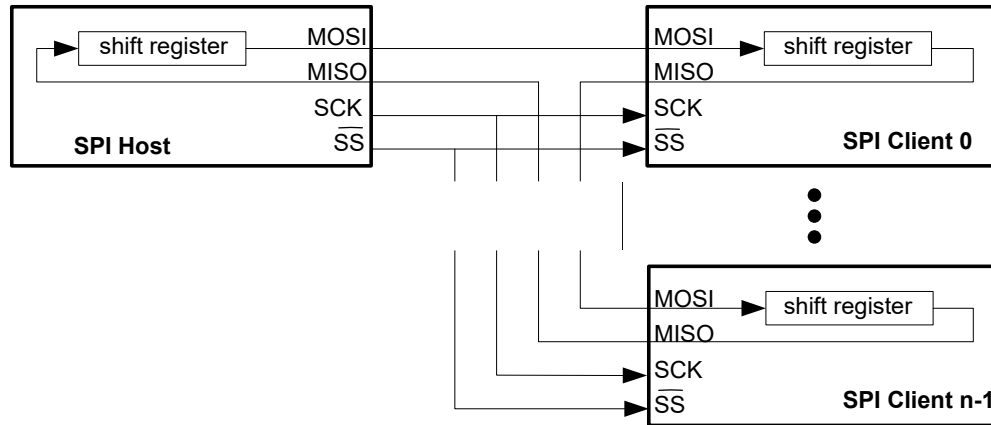 shift register
MOSI
MISO
SCK
SS
SPI Host
MOSI
shift register
MISO
SCK
SS
SPI Client 0
MOSI
shift register
MISO
SCK
SS
SPI Client n-1